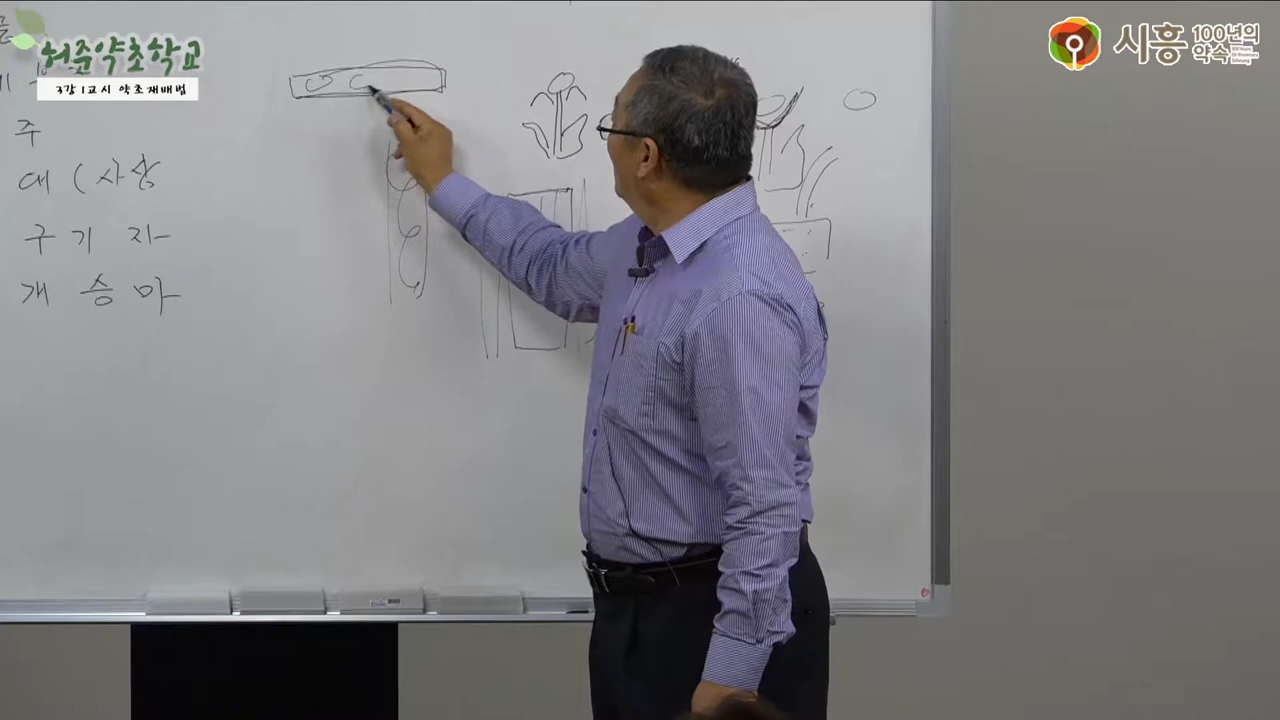 허준약초학교
3강 1교시 약초재배법
시흥 100년의
약속
주
대 ( 사삼
구 기 자
개 승 마